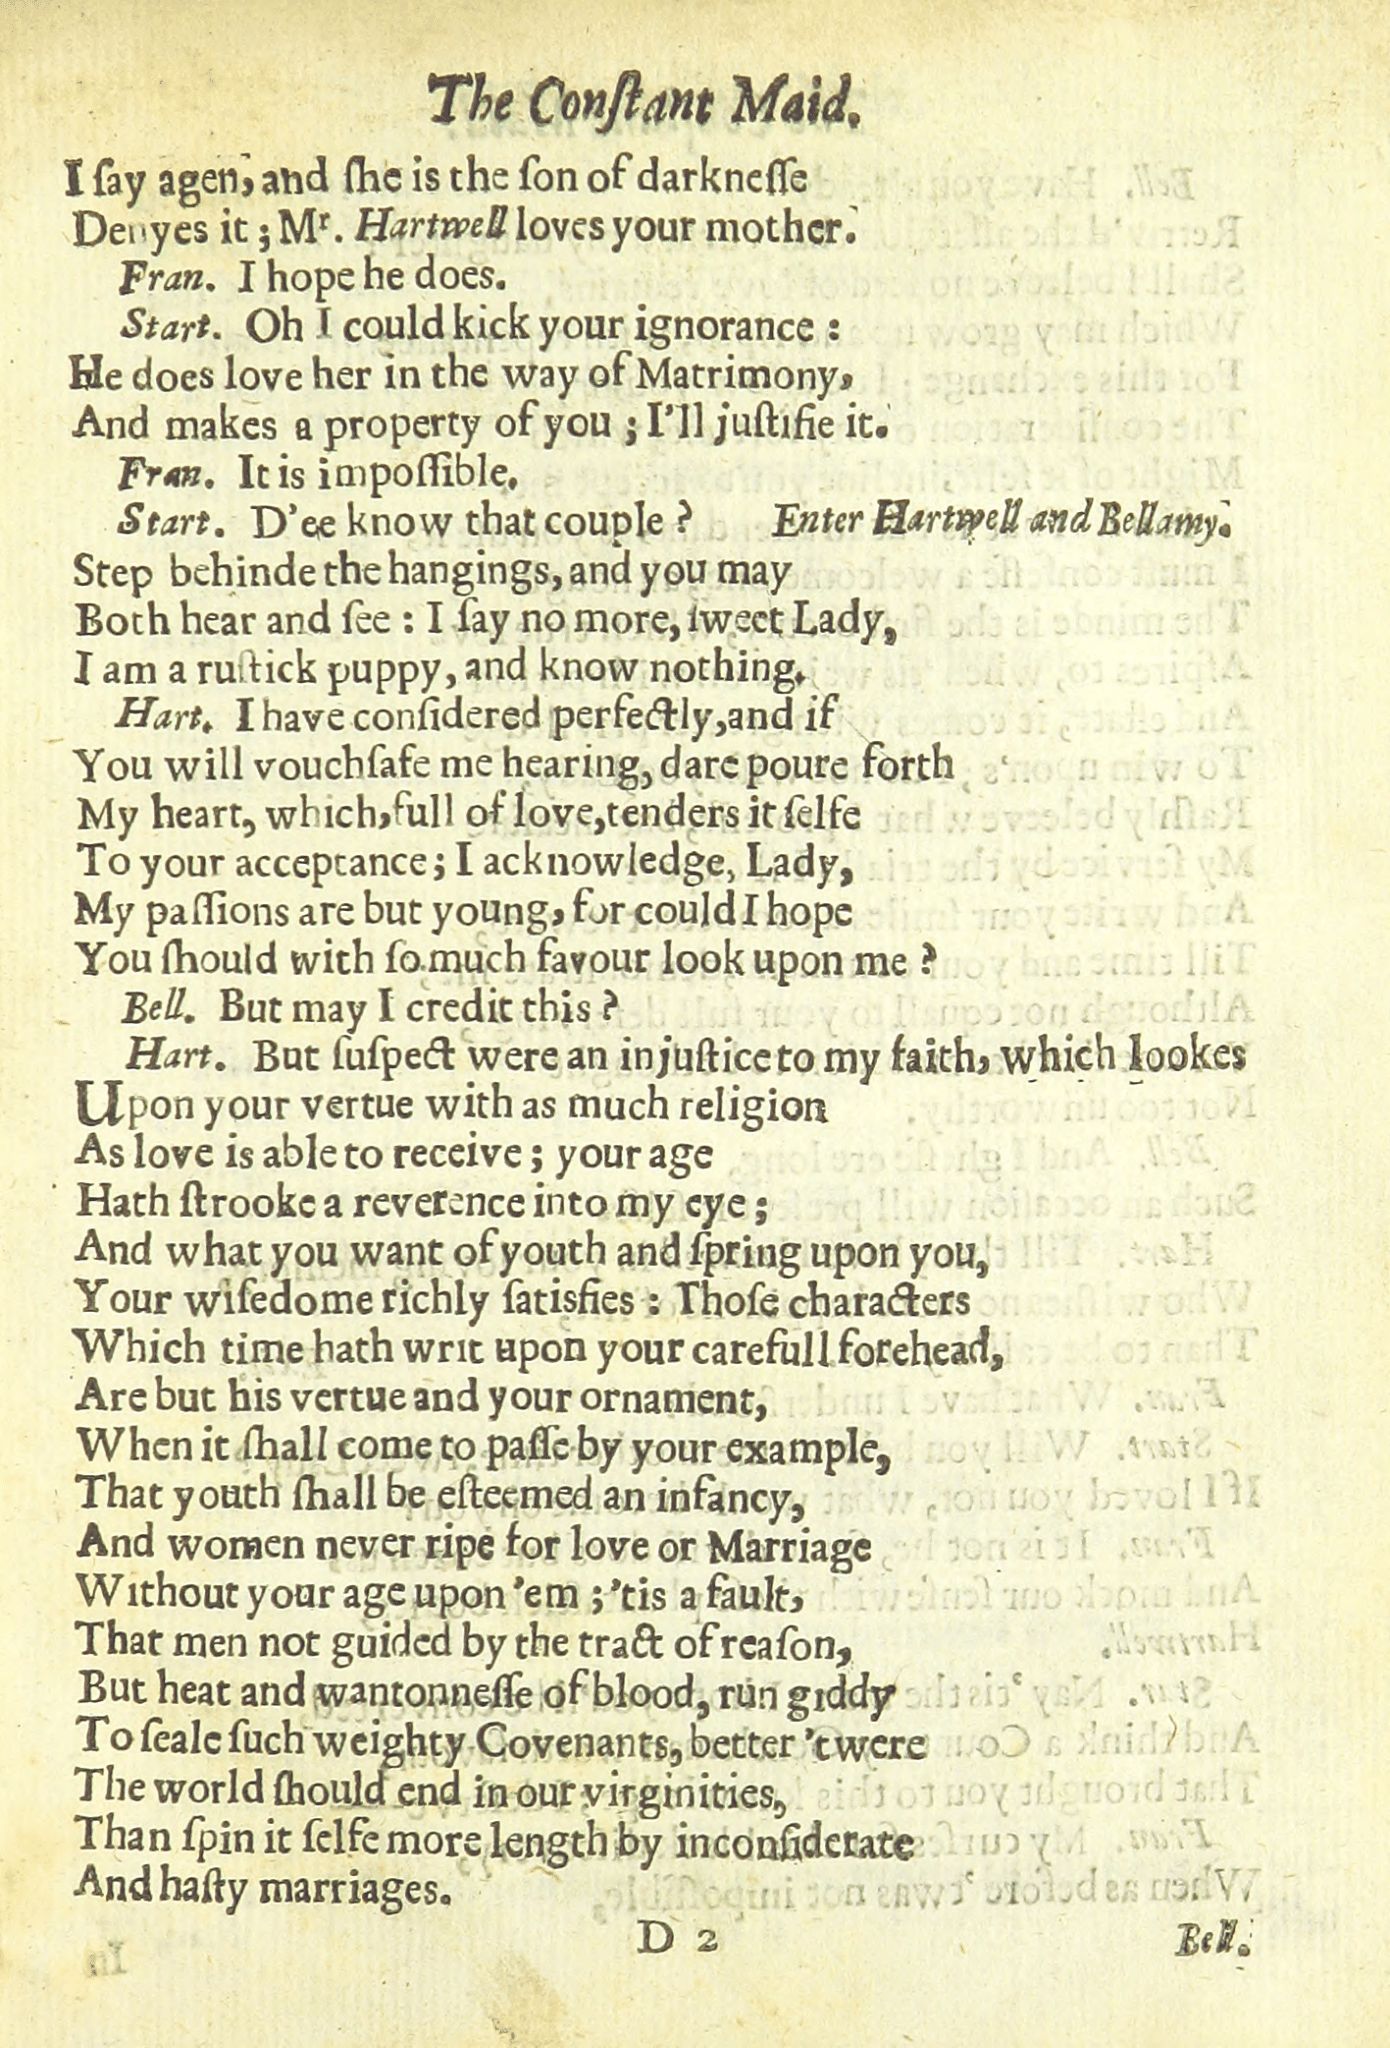 The Conſtant Maid.
I ſay agen, and ſhe is the ſon of darkneſſe
Denyes it; Mr. Hartwell loves your mother.
Fran. I hope he does.
Start. Oh I could kick your ignorance:
He does love her in the way of Matrimony,
And makes a property of you; I'll juſtifie it.
Fran. It is impoſſible.
Start. D'ee know that couple? Enter Hartwell and Bellamy.
Step behinde the hangings, and you may
Both hear and ſee: I ſay no more, ſweet Lady,
I am a ruſtick puppy, and know nothing.
Hart. I have conſidered perfectly, and if
You will vouchſafe me hearing, dare poure forth
My heart, which, full of love, tenders it ſelfe
To your acceptance; I acknowledge, Lady,
My paſſions are but young, for could I hope
You ſhould with ſo much favour look upon me?
Bell. But may I credit this?
Hart. But ſuſpect were an injuſtice to my faith, which lookes
Upon your vertue with as much religion
As love is able to receive; your age
Hath ſtrooke a reverence into my eye;
And what you want of youth and ſpring upon you,
Your wiſedome richly ſatisfies: Thoſe characters
Which time hath writ upon your carefull forehead,
Are but his vertue and your ornament,
When it ſhall come to paſſe by your example,
That youth ſhall be eſteemed an infancy,
And women never ripe for love or Marriage
Without your age upon 'em; 'tis a fault,
That men not guided by the tract of reaſon,
But heat and wantonneſſe of blood, run giddy
To ſeale ſuch weighty Covenants, better 't were
The world ſhould end in our virginities,
Than ſpin it ſelfe more length by inconſiderate
And haſty marriages.
D 2 Bell.